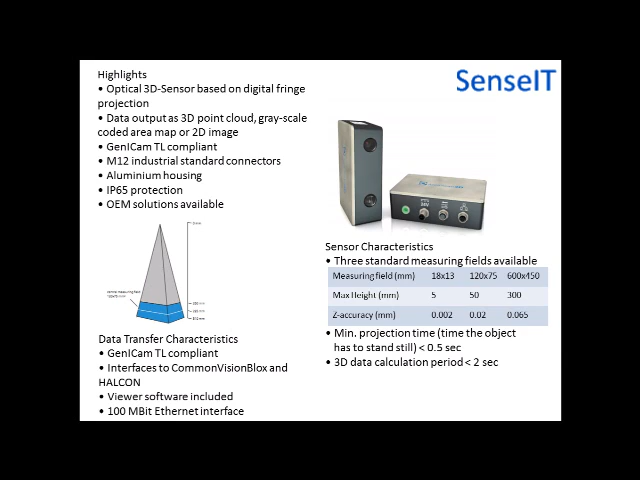 Highlights
SenseIT
• Optical 3D-Sensor based on digital fringe
projection
• Data output as 3D point cloud, gray-scale
coded area map or 2D image
• GenICam TL compliant
• M12 industrial standard connectors
• Aluminium housing
• IP65 protection
• OEM solutions available
Data Transfer Characteristics
• GenICam TL compliant
• Interfaces to CommonVisionBlox and
HALCON
• Viewer software included
• 100 MBit Ethernet interface
Sensor Characteristics
• Three standard measuring fields available
Measuring field (mm) 18x13 120x75 600x450
Max Height (mm) 5 50 300
Z-accuracy (mm) 0.002 0.02 0.065
• Min. projection time (time the object
has to stand still) < 0.5 sec
• 3D data calculation period < 2 sec